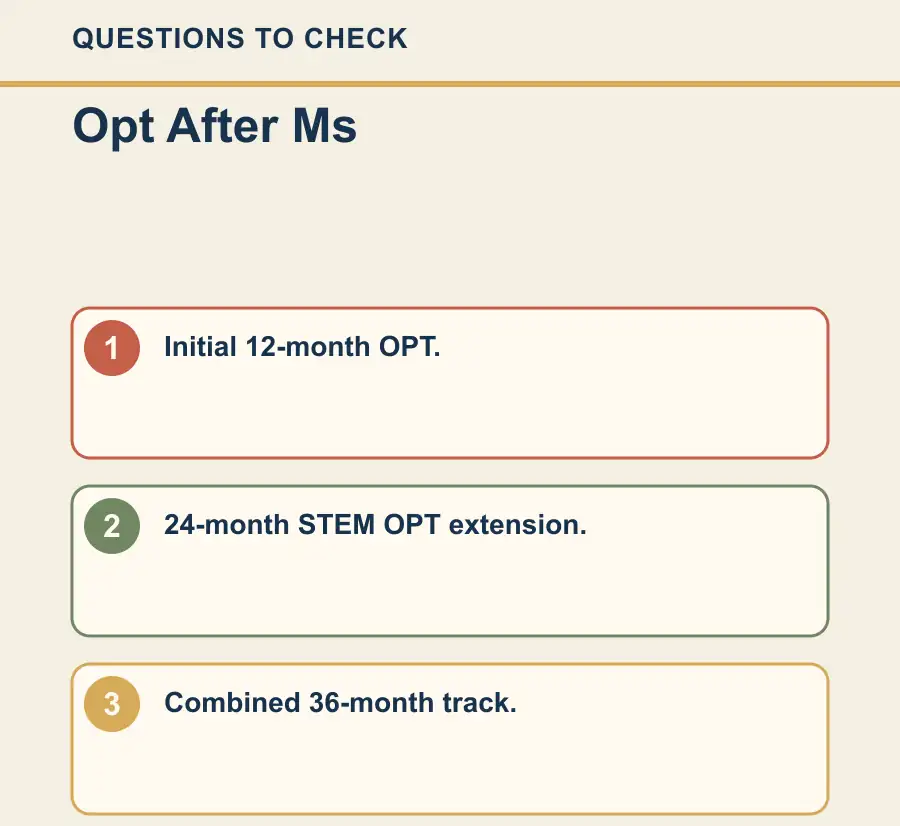 QUESTIONS TO CHECK
Opt After Ms
1 Initial 12-month OPT.
2 24-month STEM OPT extension.
3 Combined 36-month track.